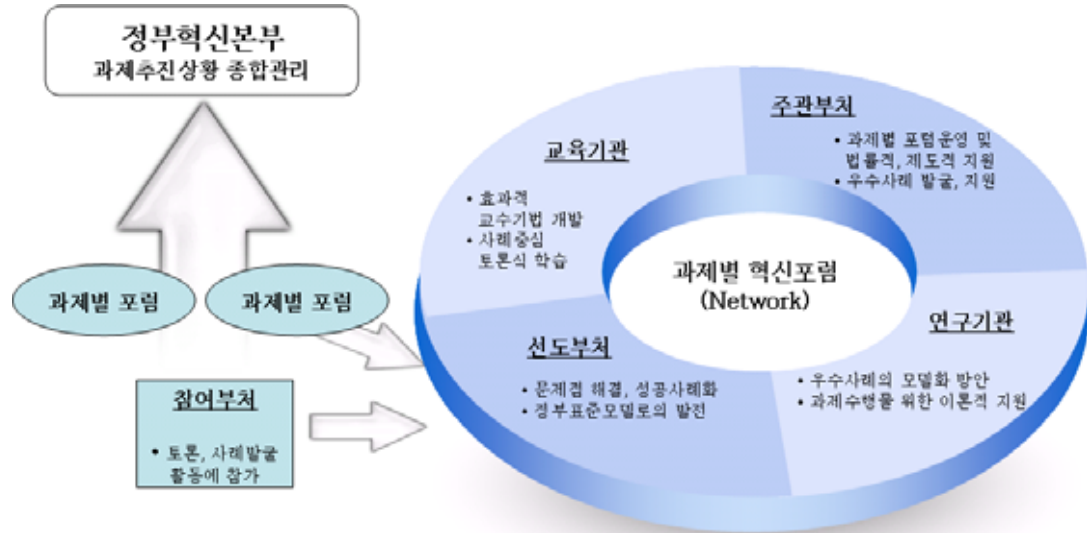 정부혁신본부
과제추진상황 종합관리
과제별 포럼
과제별 포럼
참여부처
• 토론, 사례발굴
활동에 참가
교육기관
• 효과적
교수기법 개발
• 사례중심
토론식 학습
주관부처
• 과제별 포럼운영 및
법률적, 제도적 지원
• 우수사례 발굴, 지원
과제별 혁신포럼
(Network)
선도부처
• 문제점 해결, 성공사례화
• 정부표준모델로의 발전
연구기관
• 우수사례의 모델화 방안
• 과제수행을 위한 이론적 지원